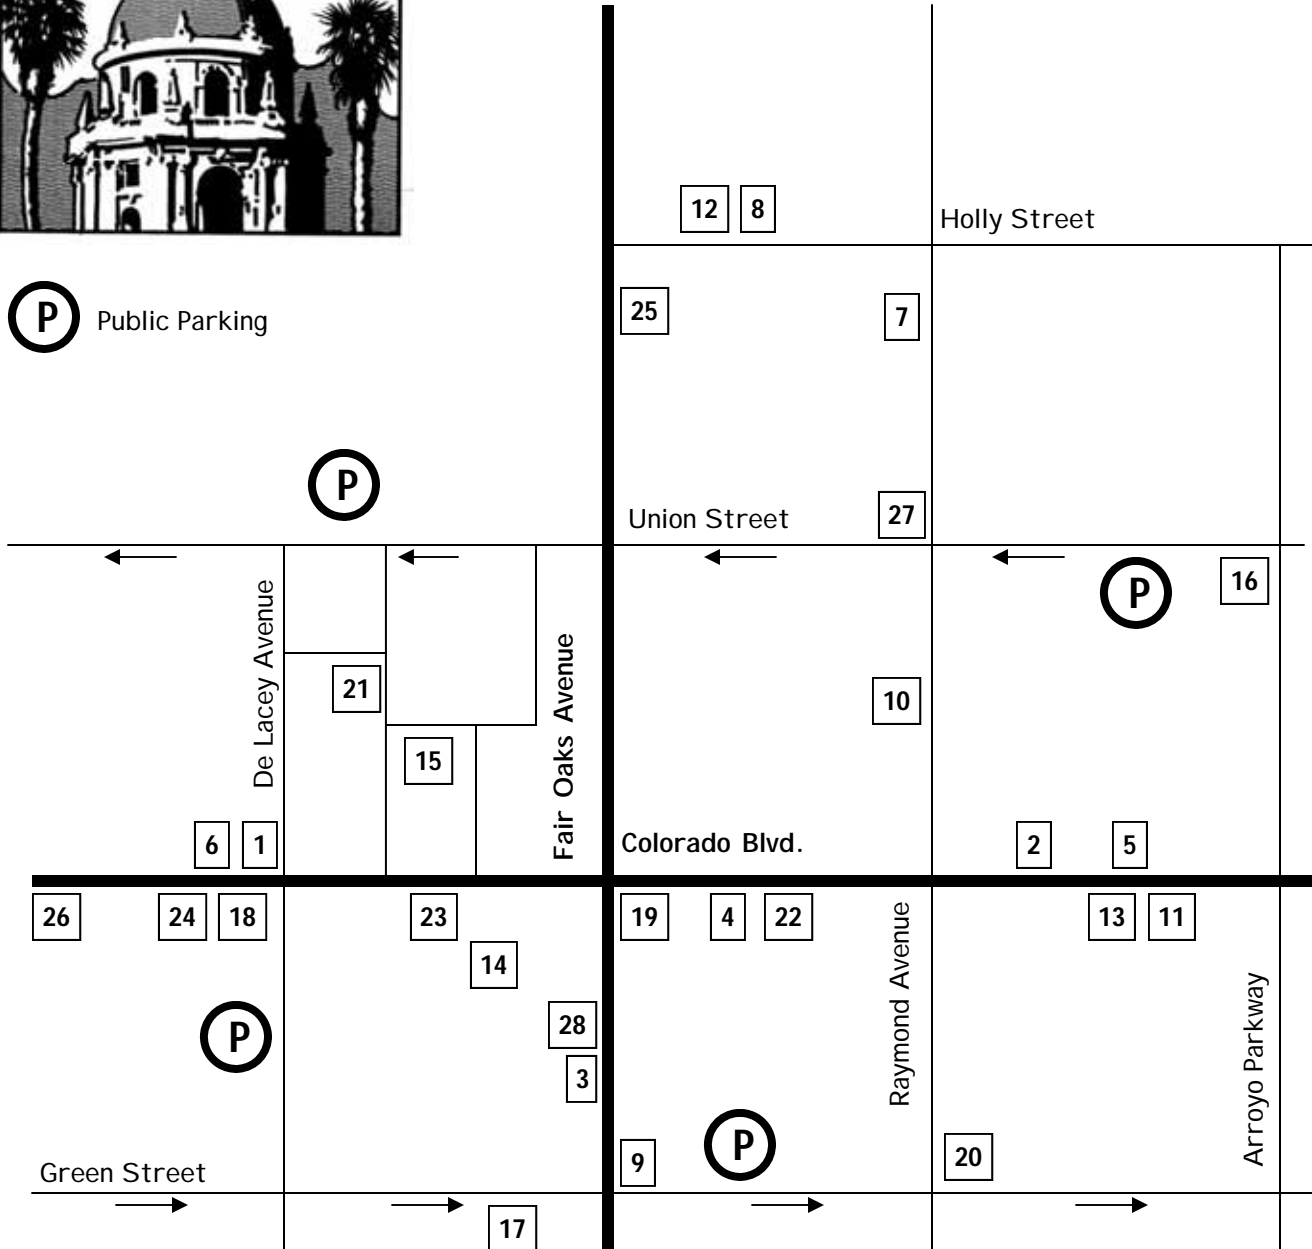 12 8
Holly Street
P Public Parking
25 7
P
Union Street 27
P 16
De Lacey Avenue
Fair Oaks Avenue
21
10
15
6 1
Colorado Blvd.
2 5
26 24 18 23
19 4 22
13 11
14
Raymond Avenue
Arroyo Parkway
28
P
3
P
9
20
Green Street
17